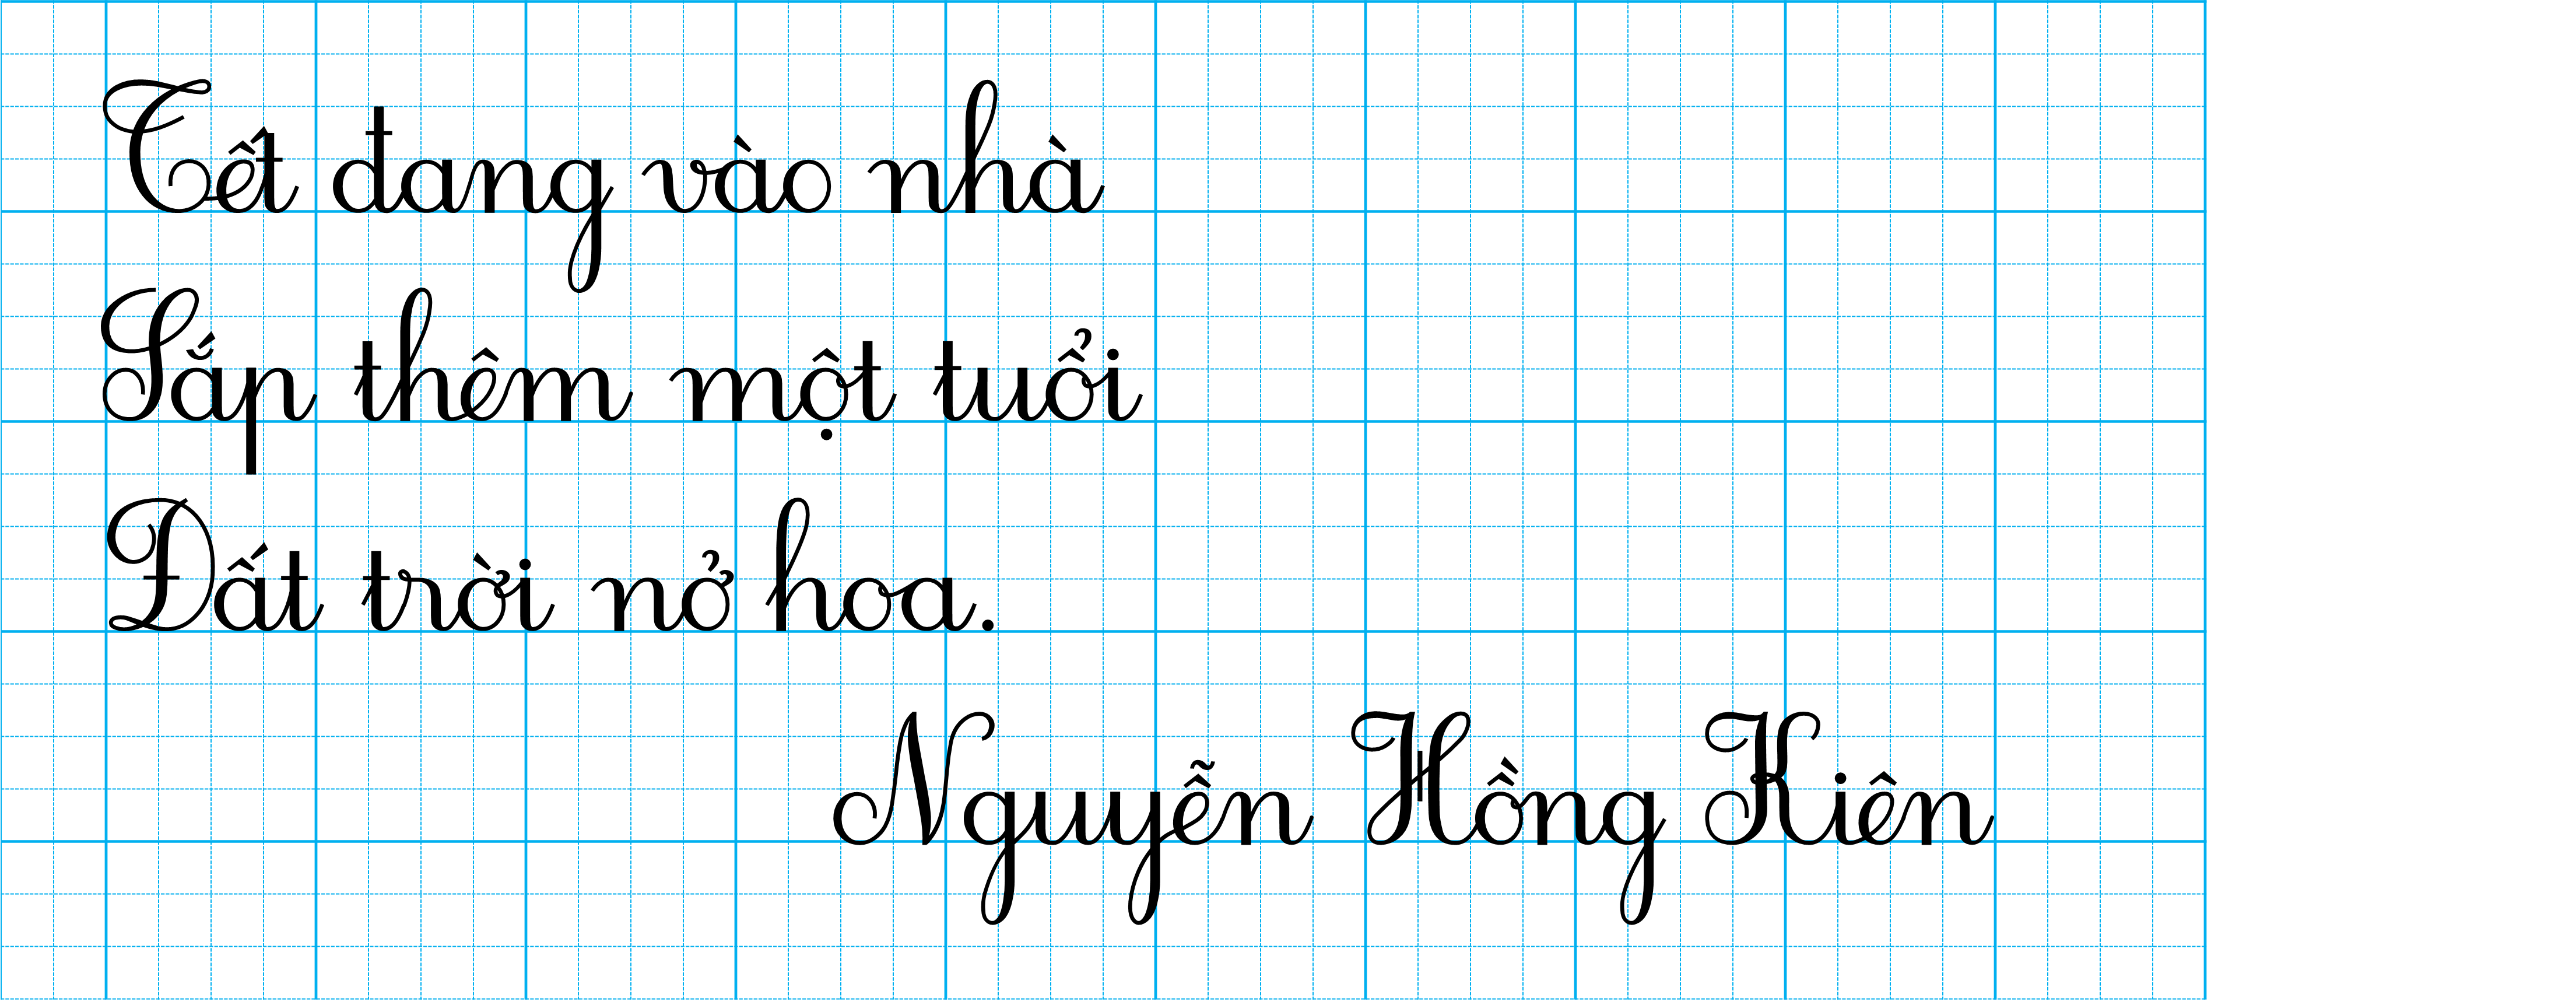 Tết đang vào nhà
Sắp thêm một tuổi
Đất trời nở hoa.
Nguyễn Hồng Kiên